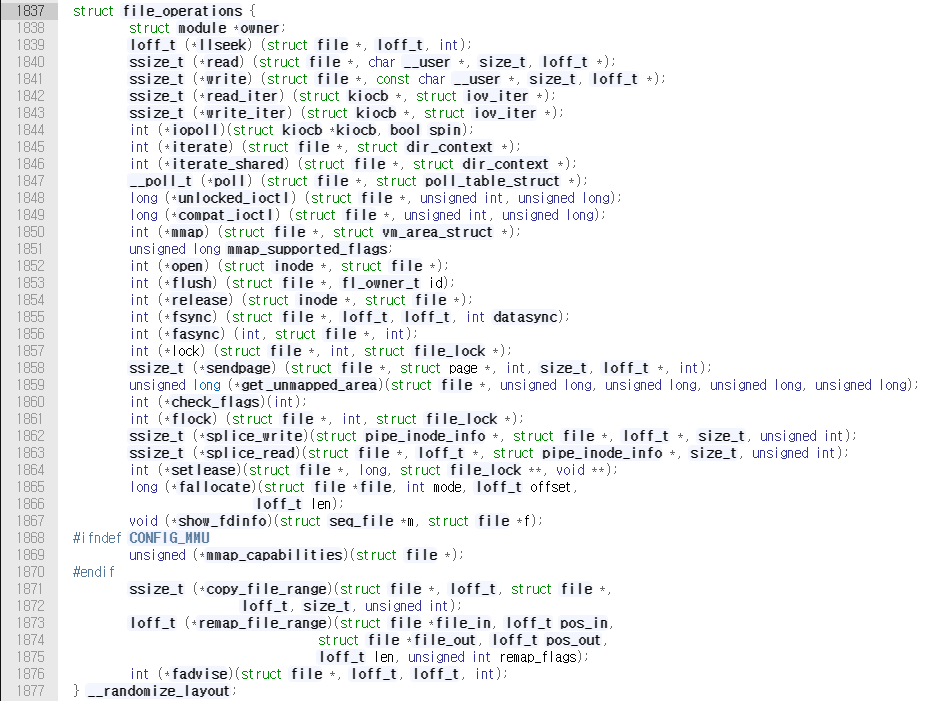 1837 struct file_operations {
1838 struct module *owner;
1839 loff_t (*llseek) (struct file *, loff_t, int);
1840 ssize_t (*read) (struct file *, char __user *, size_t, loff_t *);
1841 ssize_t (*write) (struct file *, const char __user *, size_t, loff_t *);
1842 ssize_t (*read_iter) (struct kiocb *, struct iov_iter *);
1843 ssize_t (*write_iter) (struct kiocb *, struct iov_iter *);
1844 int (*iopoll)(struct kiocb *kiocb, bool spin);
1845 int (*iterate) (struct file *, struct dir_context *);
1846 int (*iterate_shared) (struct file *, struct dir_context *);
1847 __poll_t (*poll) (struct file *, struct poll_table_struct *);
1848 long (*unlocked_ioctl) (struct file *, unsigned int, unsigned long);
1849 long (*compat_ioctl) (struct file *, unsigned int, unsigned long);
1850 int (*mmap) (struct file *, struct vm_area_struct *);
1851 unsigned long mmap_supported_flags;
1852 int (*open) (struct inode *, struct file *);
1853 int (*flush) (struct file *, fl_owner_t id);
1854 int (*release) (struct inode *, struct file *);
1855 int (*fsync) (struct file *, loff_t, loff_t, int datasync);
1856 int (*fasync) (int, struct file *, int);
1857 int (*lock) (struct file *, int, struct file_lock *);
1858 ssize_t (*sendpage) (struct file *, struct page *, int, size_t, loff_t *, int);
1859 unsigned long (*get_unmapped_area)(struct file *, unsigned long, unsigned long, unsigned long, unsigned long);
1860 int (*check_flags)(int);
1861 int (*flock) (struct file *, int, struct file_lock *);
1862 ssize_t (*splice_write)(struct pipe_inode_info *, struct file *, loff_t *, size_t, unsigned int);
1863 ssize_t (*splice_read)(struct file *, loff_t *, struct pipe_inode_info *, size_t, unsigned int);
1864 int (*setlease)(struct file *, long, struct file_lock **, void **);
1865 long (*fallocate)(struct file *file, int mode, loff_t offset,
1866 loff_t len);
1867 void (*show_fdinfo)(struct seq_file *m, struct file *f);
1868 #ifndef CONFIG_MMU
1869 unsigned (*mmap_capabilities)(struct file *);
1870 #endif
1871 ssize_t (*copy_file_range)(struct file *, loff_t, struct file *,
1872 loff_t, size_t, unsigned int);
1873 loff_t (*remap_file_range)(struct file *file_in, loff_t pos_in,
1874 struct file *file_out, loff_t pos_out,
1875 loff_t len, unsigned int remap_flags);
1876 int (*fadvise)(struct file *, loff_t, loff_t, int);
1877 } __randomize_layout;